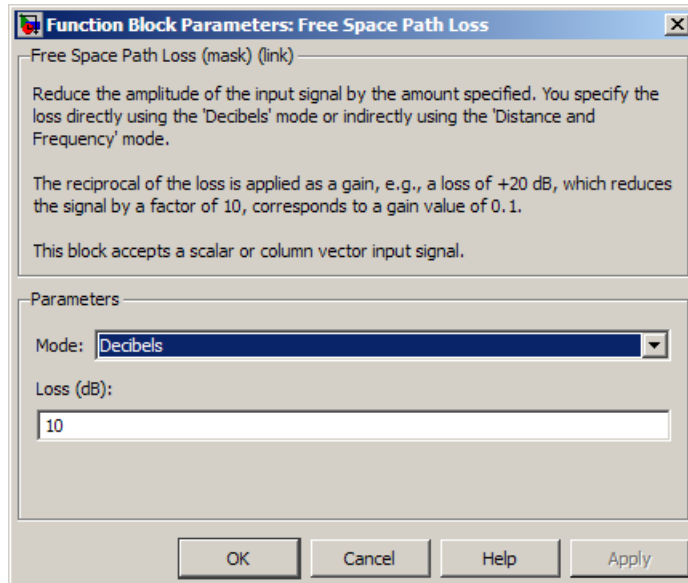 Function Block Parameters: Free Space Path Loss
Free Space Path Loss (mask) (link)
Reduce the amplitude of the input signal by the amount specified. You specify the
loss directly using the 'Decibels' mode or indirectly using the 'Distance and
Frequency' mode.
The reciprocal of the loss is applied as a gain, e.g., a loss of +20 dB, which reduces
the signal by a factor of 10, corresponds to a gain value of 0.1.
This block accepts a scalar or column vector input signal.
Parameters
Mode: Decibels
Loss (dB):
10
OK Cancel Help Apply